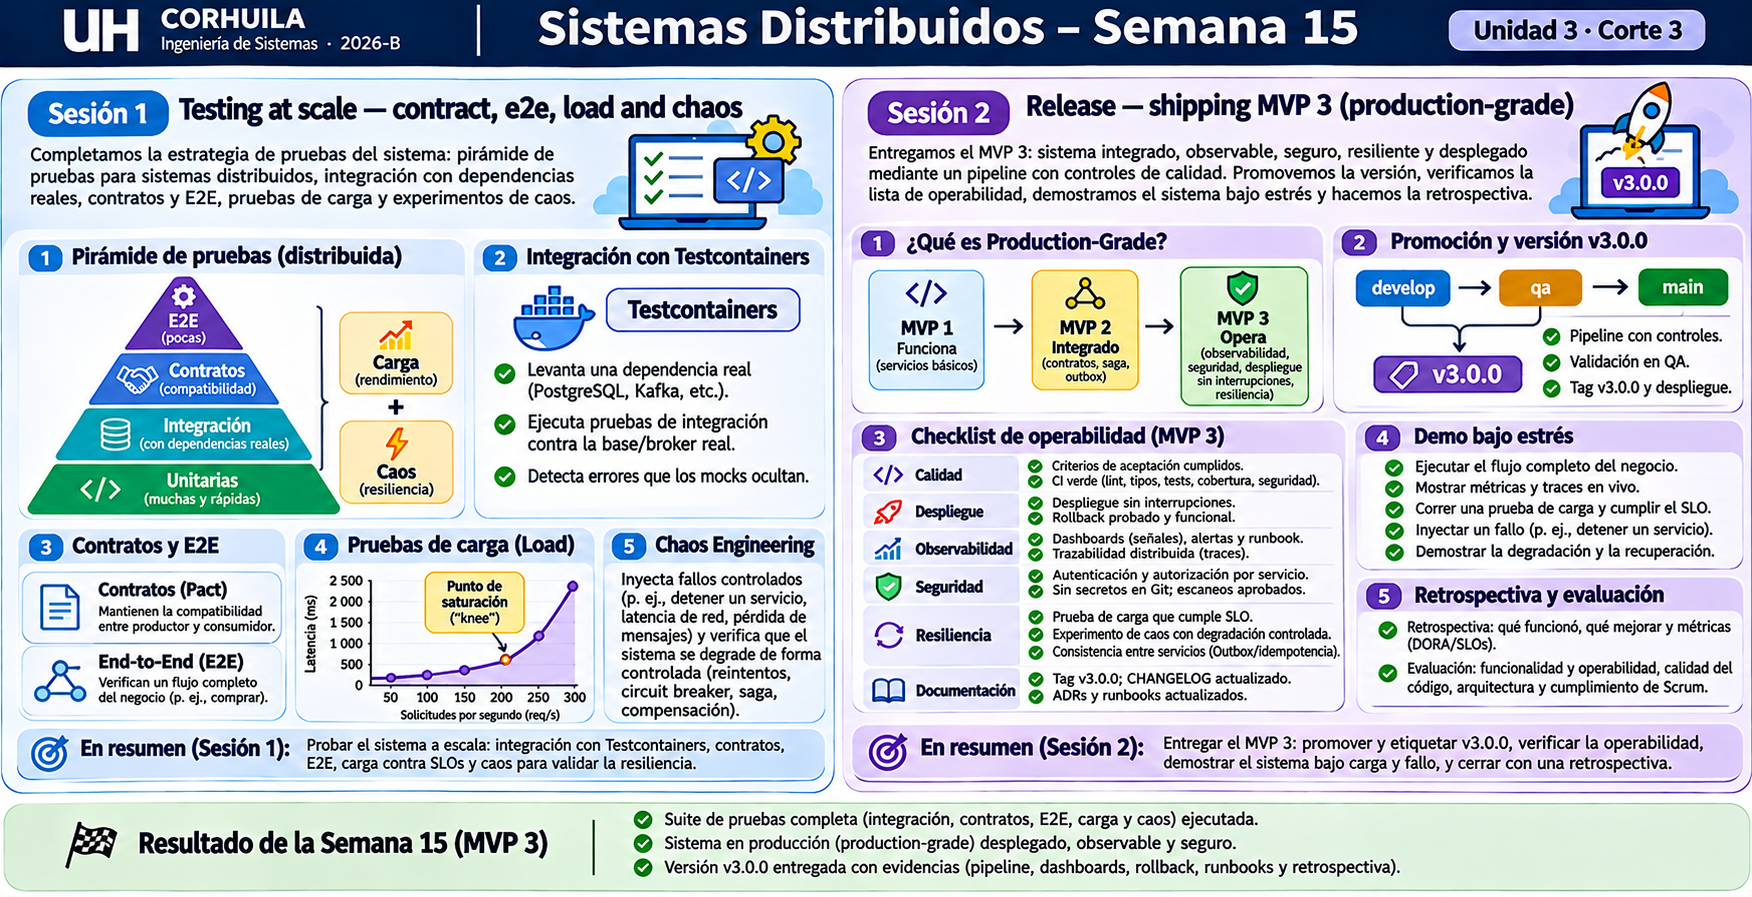 UH
CORHUILA
Ingeniería de Sistemas · 2026-B
Sistemas Distribuidos – Semana 15
Unidad 3 · Corte 3
Sesión 1
Testing at scale — contract, e2e, load and chaos
Completamos la estrategia de pruebas del sistema: pirámide de
pruebas para sistemas distribuidos, integración con dependencias
reales, contratos y E2E, pruebas de carga y experimentos de caos.
</>
1 Pirámide de pruebas (distribuida)
E2E
(pocas)
Contratos
(compatibilidad)
Integración
(con dependencias reales)
</>
Unitarias
(muchas y rápidas)
Carga
(rendimiento)
+
Caos
(resiliencia)
2 Integración con Testcontainers
Testcontainers
Levanta una dependencia real
(PostgreSQL, Kafka, etc.).
Ejecuta pruebas de integración
contra la base/broker real.
Detecta errores que los mocks ocultan.
3 Contratos y E2E
Contratos (Pact)
Mantienen la compatibilidad
entre productor y consumidor.
End-to-End (E2E)
Verifican un flujo completo
del negocio (p. ej., comprar).
4 Pruebas de carga (Load)
Latencia (ms)
2 500
2 000
1 500
1 000
500
0
Punto de
saturación
("knee")
50 100 150 200 250 300
Solicitudes por segundo (req/s)
5 Chaos Engineering
Inyecta fallos controlados
(p. ej., detener un servicio,
latencia de red, pérdida de
mensajes) y verifica que el
sistema se degrade de forma
controlada (reintentos,
circuit breaker, saga,
compensación).
En resumen (Sesión 1):
Probar el sistema a escala: integración con Testcontainers, contratos,
E2E, carga contra SLOs y caos para validar la resiliencia.
Sesión 2
Release — shipping MVP 3 (production-grade)
Entregamos el MVP 3: sistema integrado, observable, seguro, resiliente y desplegado
mediante un pipeline con controles de calidad. Promovemos la versión, verificamos la
lista de operabilidad, demostramos el sistema bajo estrés y hacemos la retrospectiva.
v3.0.0
1 ¿Qué es Production-Grade?
</>
MVP 1
Funciona
(servicios básicos)
MVP 2
Integrado
(contratos, saga,
outbox)
MVP 3
Opera
(observabilidad,
seguridad, despliegue
sin interrupciones,
resiliencia)
2 Promoción y versión v3.0.0
develop
qa
main
v3.0.0
Pipeline con controles.
Validación en QA.
Tag v3.0.0 y despliegue.
3 Checklist de operabilidad (MVP 3)
</>
Calidad
Criterios de aceptación cumplidos.
CI verde (lint, tipos, tests, cobertura, seguridad).
Despliegue
Despliegue sin interrupciones.
Rollback probado y funcional.
Observabilidad
Dashboards (señales), alertas y runbook.
Trazabilidad distribuida (traces).
Seguridad
Autenticación y autorización por servicio.
Sin secretos en Git; escaneos aprobados.
Resiliencia
Prueba de carga que cumple SLO.
Experimento de caos con degradación controlada.
Consistencia entre servicios (Outbox/idempotencia).
Documentación
Tag v3.0.0; CHANGELOG actualizado.
ADRs y runbooks actualizados.
4 Demo bajo estrés
Ejecutar el flujo completo del negocio.
Mostrar métricas y traces en vivo.
Correr una prueba de carga y cumplir el SLO.
Inyectar un fallo (p. ej., detener un servicio).
Demostrar la degradación y la recuperación.
5 Retrospectiva y evaluación
Retrospectiva: qué funcionó, qué mejorar y métricas
(DORA/SLOs).
Evaluación: funcionalidad y operabilidad, calidad del
código, arquitectura y cumplimiento de Scrum.
En resumen (Sesión 2):
Entregar el MVP 3: promover y etiquetar v3.0.0, verificar la operabilidad,
demostrar el sistema bajo carga y fallo, y cerrar con una retrospectiva.
Resultado de la Semana 15 (MVP 3)
Suite de pruebas completa (integración, contratos, E2E, carga y caos) ejecutada.
Sistema en producción (production-grade) desplegado, observable y seguro.
Versión v3.0.0 entregada con evidencias (pipeline, dashboards, rollback, runbooks y retrospectiva).